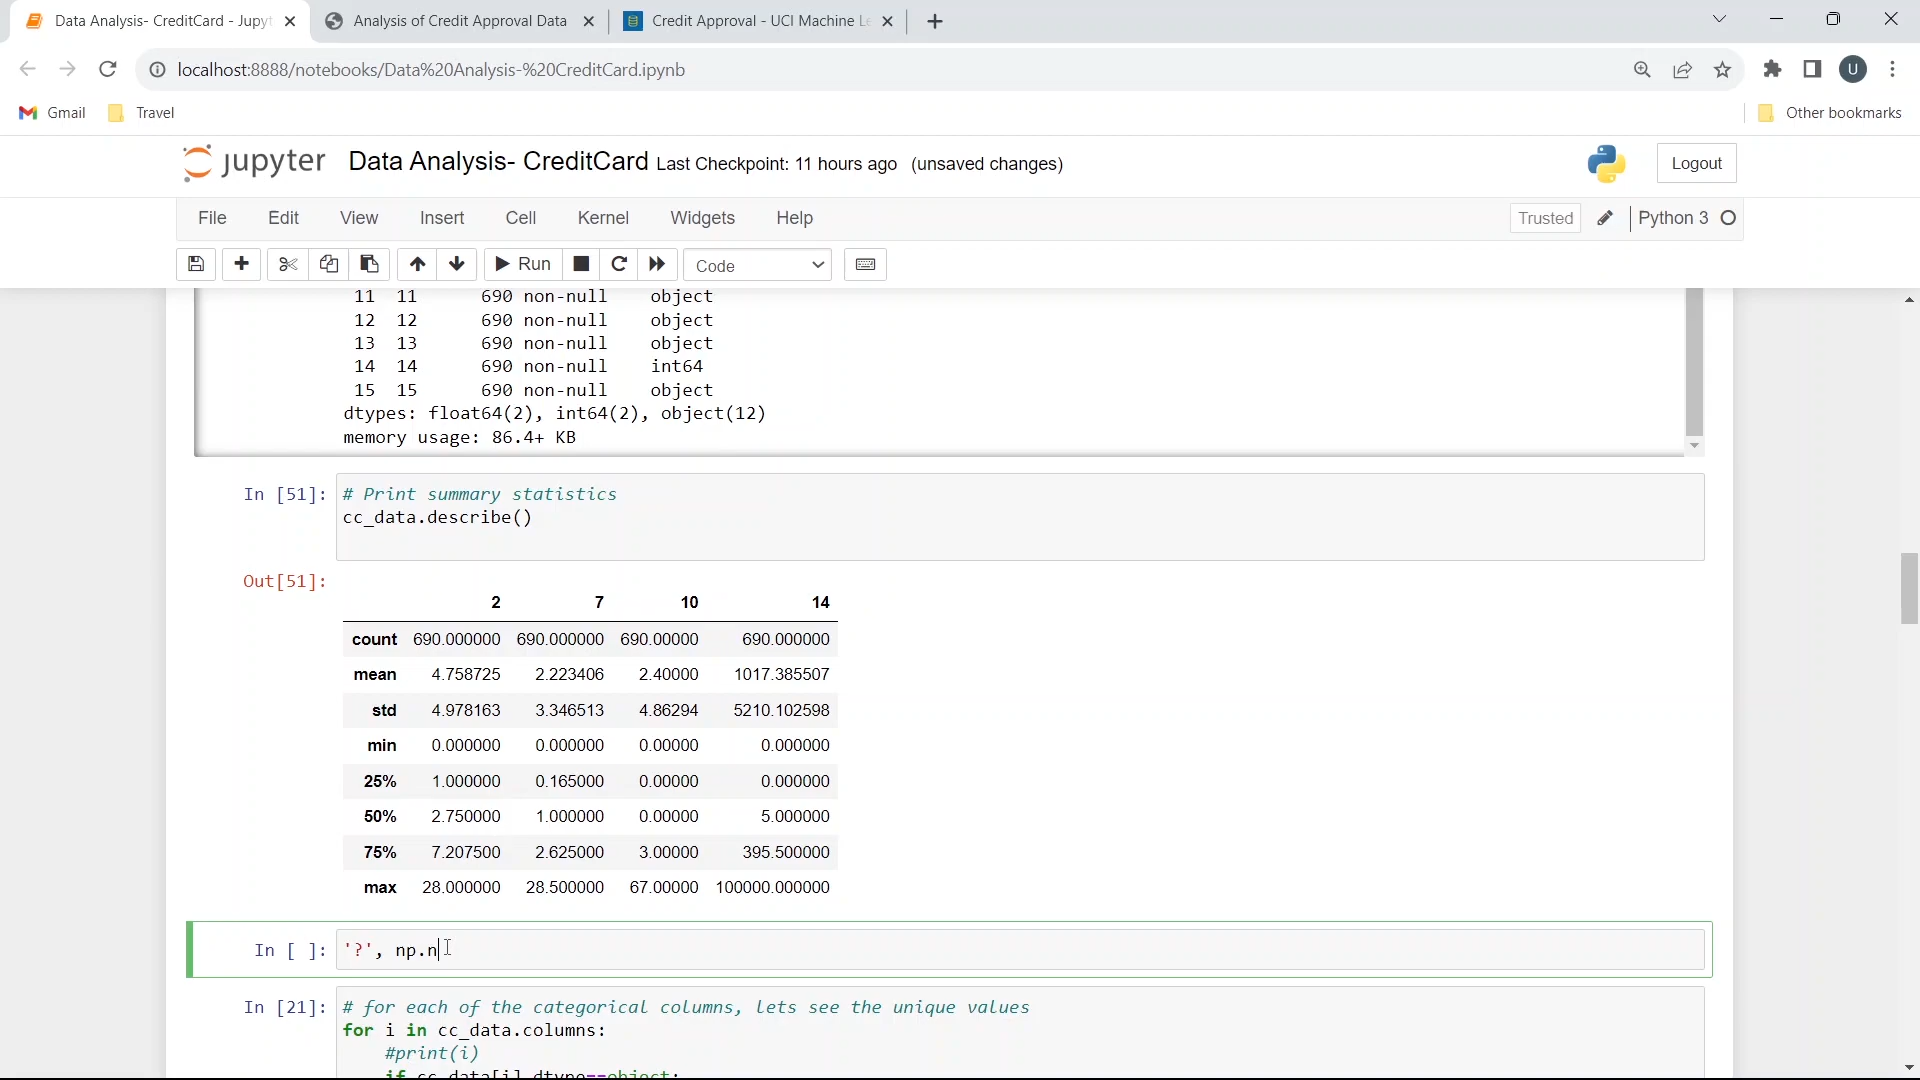 Data Analysis- CreditCard - Jupyt
Analysis of Credit Approval Data
Credit Approval - UCI Machine Le
localhost:8888/notebooks/Data%20Analysis-%20CreditCard.ipynb
U
Gmail
Travel
Other bookmarks
jupyter Data Analysis- CreditCard Last Checkpoint: 11 hours ago (unsaved changes)
Logout
File Edit View Insert Cell Kernel Widgets Help
Trusted
Python 3
Run
Code
11 11 690 non-null object
12 12 690 non-null object
13 13 690 non-null object
14 14 690 non-null int64
15 15 690 non-null object
dtypes: float64(2), int64(2), object(12)
memory usage: 86.4+ KB
In [51]: # Print summary statistics
cc_data.describe()
Out[51]:
2 7 10 14
count 690.000000 690.000000 690.00000 690.000000
mean 4.758725 2.223406 2.40000 1017.385507
std 4.978163 3.346513 4.86294 5210.102598
min 0.000000 0.000000 0.00000 0.000000
25% 1.000000 0.165000 0.00000 0.000000
50% 2.750000 1.000000 0.00000 5.000000
75% 7.207500 2.625000 3.00000 395.500000
max 28.000000 28.500000 67.00000 100000.000000
In [ ]: '?', np.n
In [21]: # for each of the categorical columns, lets see the unique values
for i in cc_data.columns:
#print(i)
if cc_data[i].dtype==object: